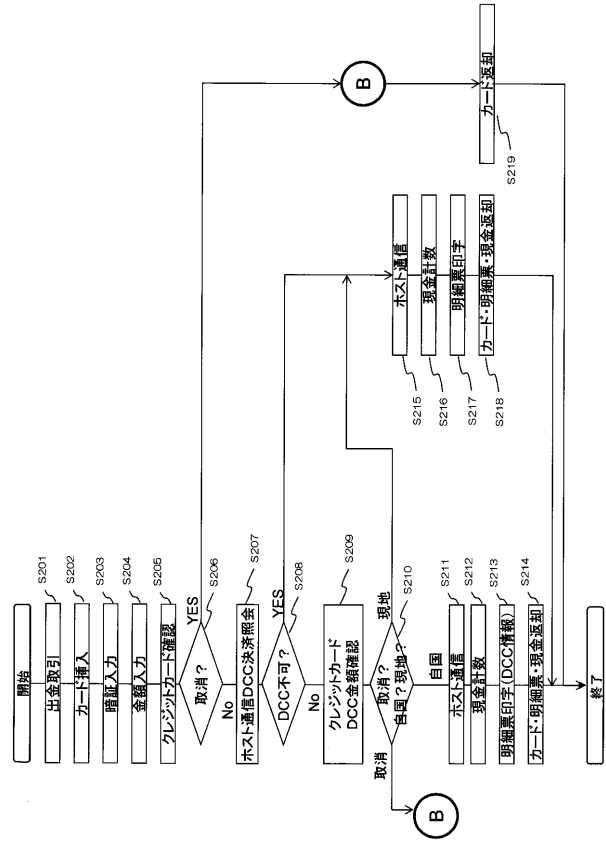 開始
出金取引
S201
カード挿入
S202
暗証入力
S203
金額入力
S204
クレジットカード確認
S205
取消?
YES
S206
No
ホスト通信DCC決済照会
S207
DCC不可?
YES
S208
No
クレジットカード
DCC金額確認
S209
取消?
自国?現地?
現地
S210
取消
B
自国
ホスト通信
S211
現金計数
S212
明細票印字(DCC情報)
S213
カード・明細票・現金返却
S214
ホスト通信
S215
現金計数
S216
明細票印字
S217
カード・明細票・現金返却
S218
B
カード返却
S219
終了